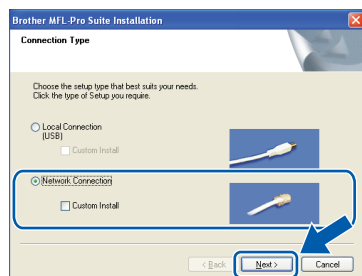 Brother MFL-Pro Suite Installation
Connection Type
Choose the setup type that best suits your needs.
Click the type of Setup you require.
Local Connection
(USB)
Custom Install
Network Connection
Custom Install
< Back
Next >
Cancel